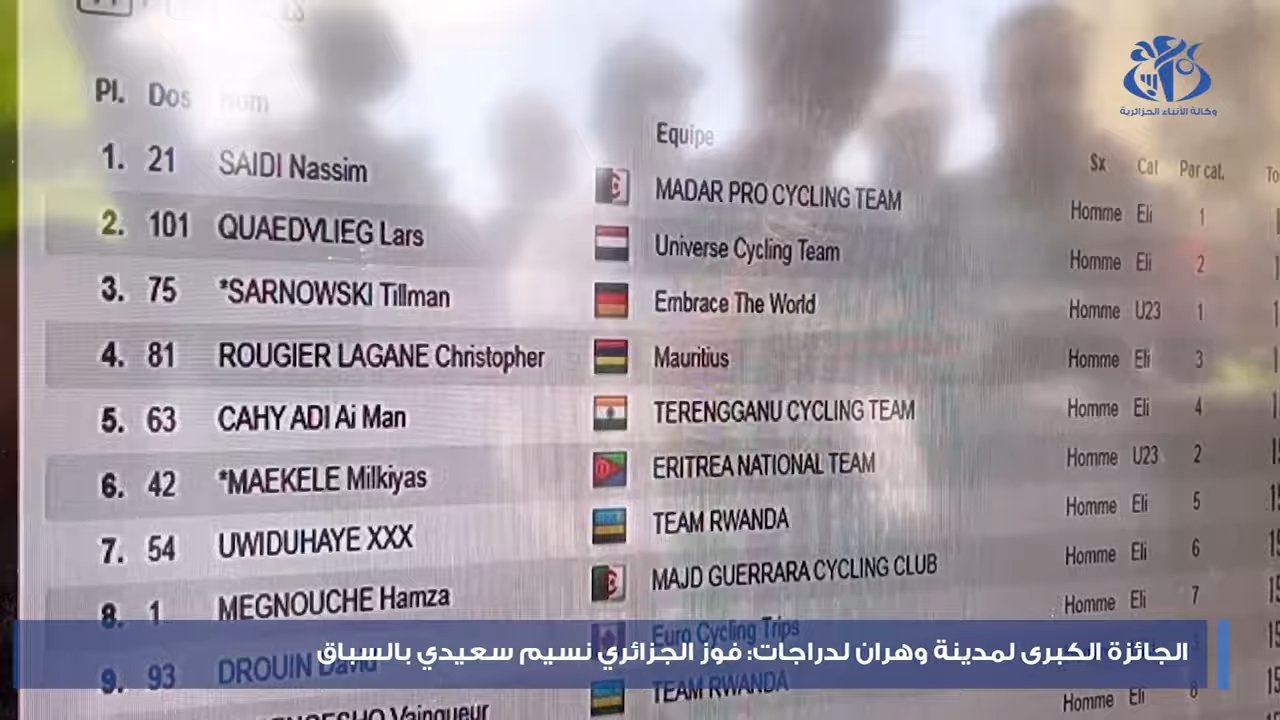 وكالة الأنباء الجزائرية
Pl. Dos Nom Equipe Sx Cat Par cat.
1. 21 SAIDI Nassim MADAR PRO CYCLING TEAM Homme Eli 1
2. 101 QUAEDVLIEG Lars Universe Cycling Team Homme Eli 2
3. 75 *SARNOWSKI Tillman Embrace The World Homme U23 1
4. 81 ROUGIER LAGANE Christopher Mauritius Homme Eli 3
5. 63 CAHYADI Ai Man TERENGGANU CYCLING TEAM Homme Eli 4
6. 42 *MAEKELE Milkiyas ERITREA NATIONAL TEAM Homme U23 2
7. 54 UWIDUHAYE XXX TEAM RWANDA Homme Eli 5
8. 1 MEGNOUCHE Hamza MAJD GUERRARA CYCLING CLUB Homme Eli 6
9. 93 DROUIN David Euro Cycling Trips Homme Eli 7
الجائزة الكبرى لمدينة وهران لدراجات: فوز الجزائري نسيم سعيدي بالسباق
Vainqueur TEAM RWANDA Homme Eli 8